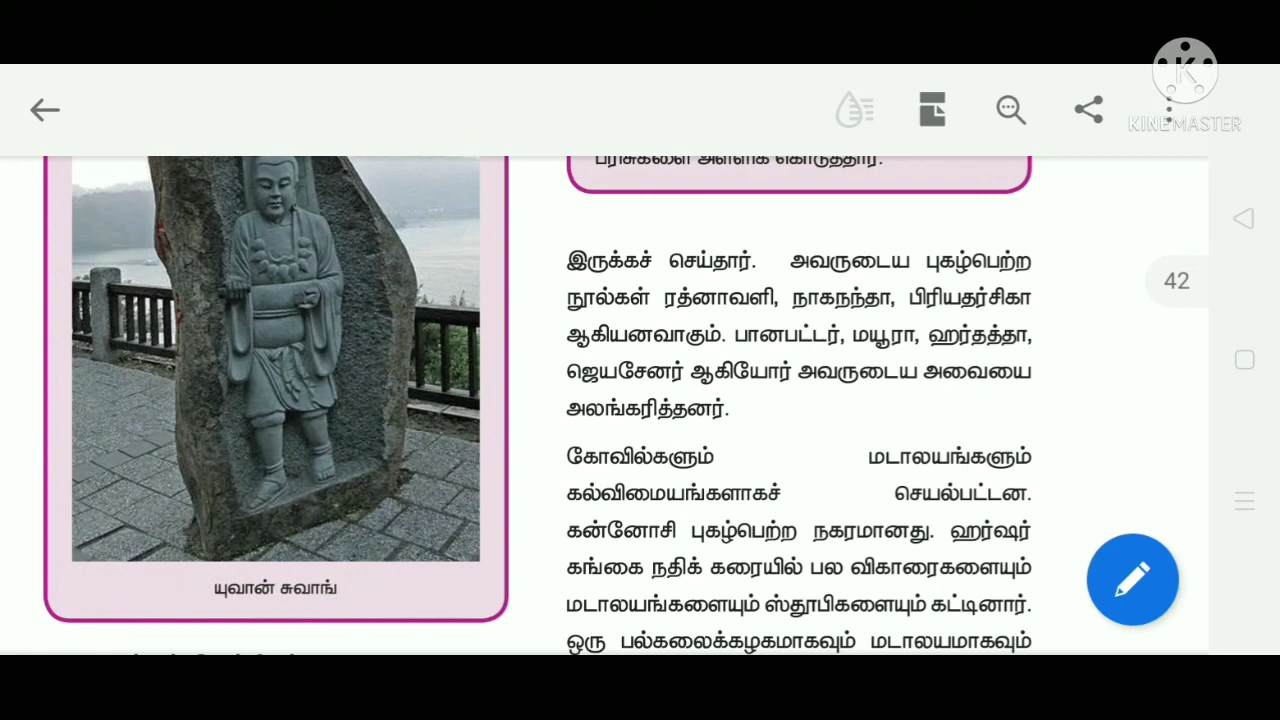 KINEMASTER
பரிசுகளை அள்ளிக் கொடுத்தார்.
42
இருக்கச் செய்தார். அவருடைய புகழ்பெற்ற
நூல்கள் ரத்னாவளி, நாகநந்தா, பிரியதர்சிகா
ஆகியனவாகும். பானபட்டர், மயூரா, ஹர்தத்தா,
ஜெயசேனர் ஆகியோர் அவருடைய அவையை
அலங்கரித்தனர்.
கோவில்களும் மடாலயங்களும்
கல்விமையங்களாகச் செயல்பட்டன.
கன்னோசி புகழ்பெற்ற நகரமானது. ஹர்ஷர்
கங்கை நதிக் கரையில் பல விகாரைகளையும்
மடாலயங்களையும் ஸ்தூபிகளையும் கட்டினார்.
ஒரு பல்கலைக்கழகமாகவும் மடாலயமாகவும்
யுவான் சுவாங்